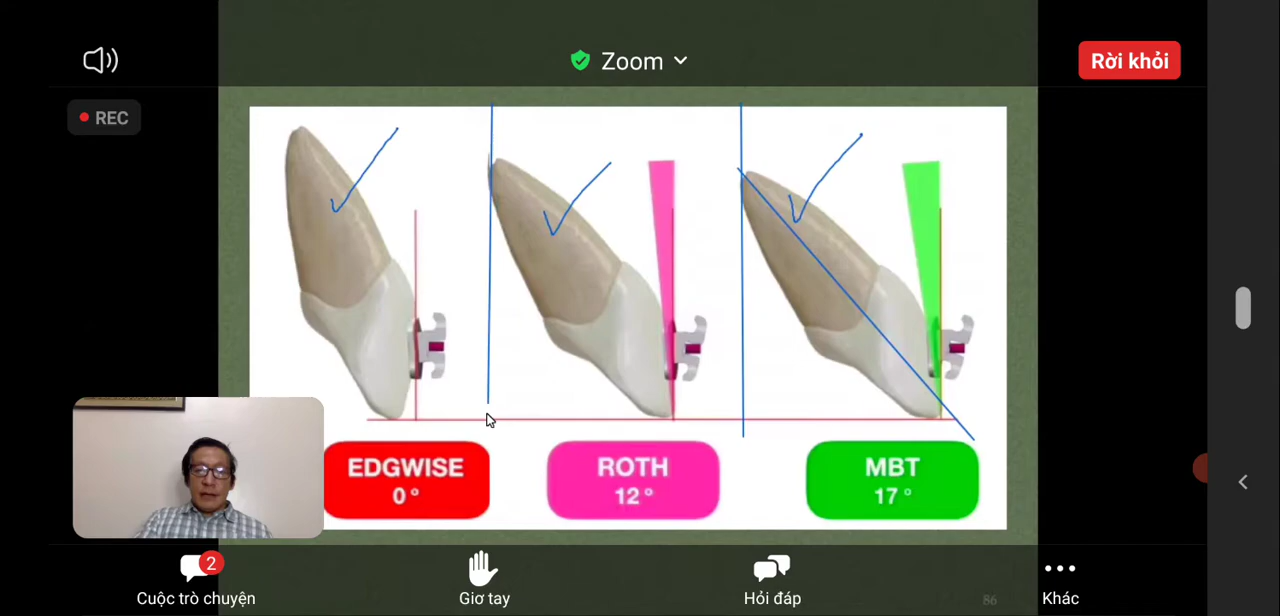 Zoom
Rời khỏi
REC
EDGWISE
0 °
ROTH
12 °
MBT
17 °
2
Cuộc trò chuyện
Giơ tay
Hỏi đáp
Khác
86